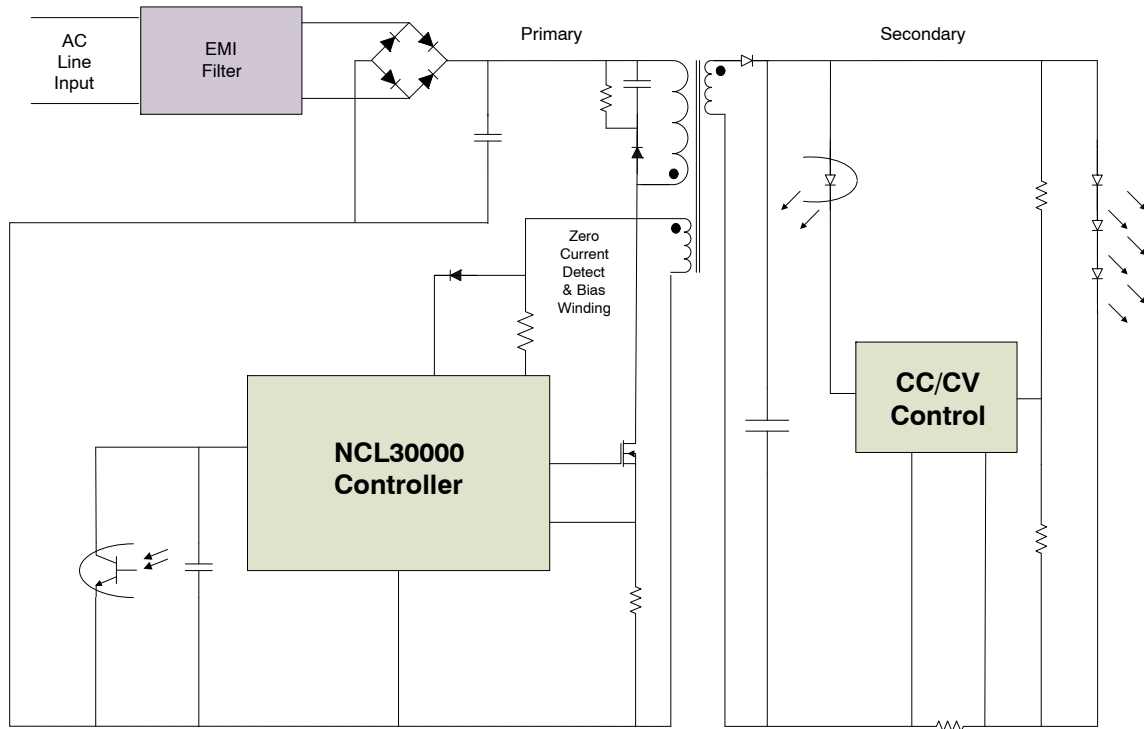 AC
Line
Input
EMI
Filter
Primary
Secondary
Zero
Current
Detect
& Bias
Winding
NCL30000
Controller
CC/CV
Control